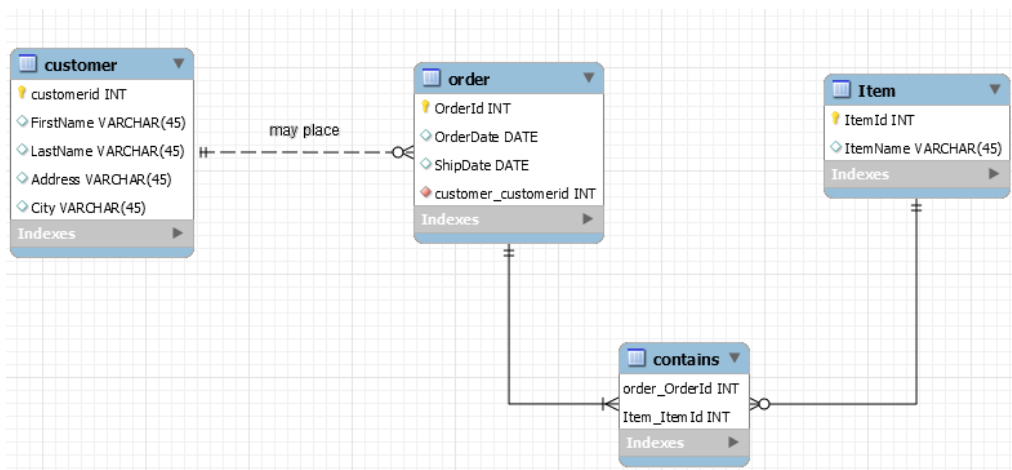 customer
customerid INT
FirstName VARCHAR(45)
LastName VARCHAR(45)
Address VARCHAR(45)
City VARCHAR(45)
Indexes
may place
order
OrderId INT
OrderDate DATE
ShipDate DATE
customer_customerid INT
Indexes
Item
ItemId INT
ItemName VARCHAR(45)
Indexes
contains
order_OrderId INT
Item_ItemId INT
Indexes